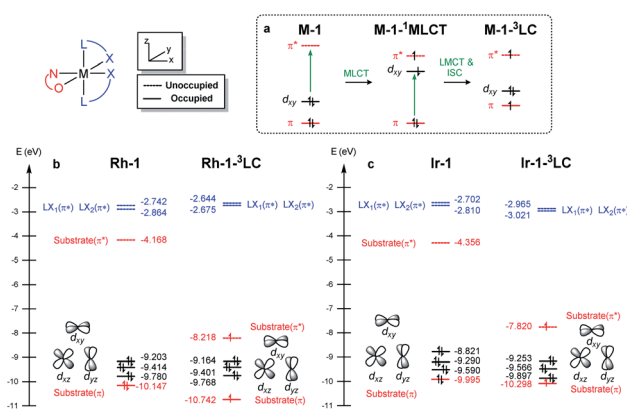 L
X
N
M
X
O
L
z
y
x
Unoccupied
Occupied
a
M-1
M-1-¹MLCT
M-1-³LC
π*
π*
π*
MLCT
LMCT &
ISC
dxy
dxy
dxy
π
π
π
E (eV)
b
Rh-1
Rh-1-³LC
-2
-3
-4
-5
-6
-7
-8
-9
-10
-11
LX₁(π*) LX₂(π*)
-2.742
-2.864
-2.644
-2.675
LX₁(π*) LX₂(π*)
Substrate(π*)
-4.168
Substrate(π*)
-8.218
dxy
dxy
-9.203
-9.414
-9.780
-10.147
-9.164
-9.401
-9.768
-10.742
dxz
dyz
dxz
dyz
Substrate(π)
Substrate(π)
E (eV)
c
Ir-1
Ir-1-³LC
-2
-3
-4
-5
-6
-7
-8
-9
-10
-11
LX₁(π*) LX₂(π*)
-2.702
-2.810
-2.965
-3.021
LX₁(π*) LX₂(π*)
Substrate(π*)
-4.356
Substrate(π*)
-7.820
dxy
dxy
-8.821
-9.290
-9.590
-9.995
-9.253
-9.566
-9.897
-10.298
dxz
dyz
dxz
dyz
Substrate(π)
Substrate(π)